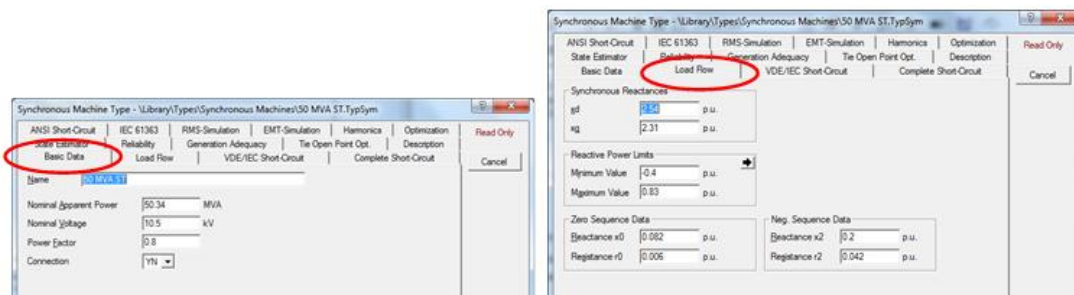 Synchronous Machine Type - \Library\Types\Synchronous Machines\50 MVA ST.TypSym
ANSI Short-Circuit IEC 61363 RMS-Simulation EMT-Simulation Harmonics Optimization
State Estimator Reliability Generation Adequacy Tie Open Point Opt. Description
Basic Data Load Flow VDE/IEC Short-Circuit Complete Short-Circuit
Read Only
Cancel
Name 50 MVA ST
Nominal Apparent Power 50.34 MVA
Nominal Voltage 10.5 kV
Power Factor 0.8
Connection YN
Synchronous Machine Type - \Library\Types\Synchronous Machines\50 MVA ST.TypSym
ANSI Short-Circuit IEC 61363 RMS-Simulation EMT-Simulation Harmonics Optimization
State Estimator Reliability Generation Adequacy Tie Open Point Opt. Description
Basic Data Load Flow VDE/IEC Short-Circuit Complete Short-Circuit
Read Only
Cancel
Synchronous Reactances
xd 2.54 p.u.
xq 2.31 p.u.
Reactive Power Limits
Minimum Value -0.4 p.u.
Maximum Value 0.83 p.u.
Zero Sequence Data
Reactance x0 0.082 p.u.
Resistance r0 0.006 p.u.
Neg. Sequence Data
Reactance x2 0.2 p.u.
Resistance r2 0.042 p.u.